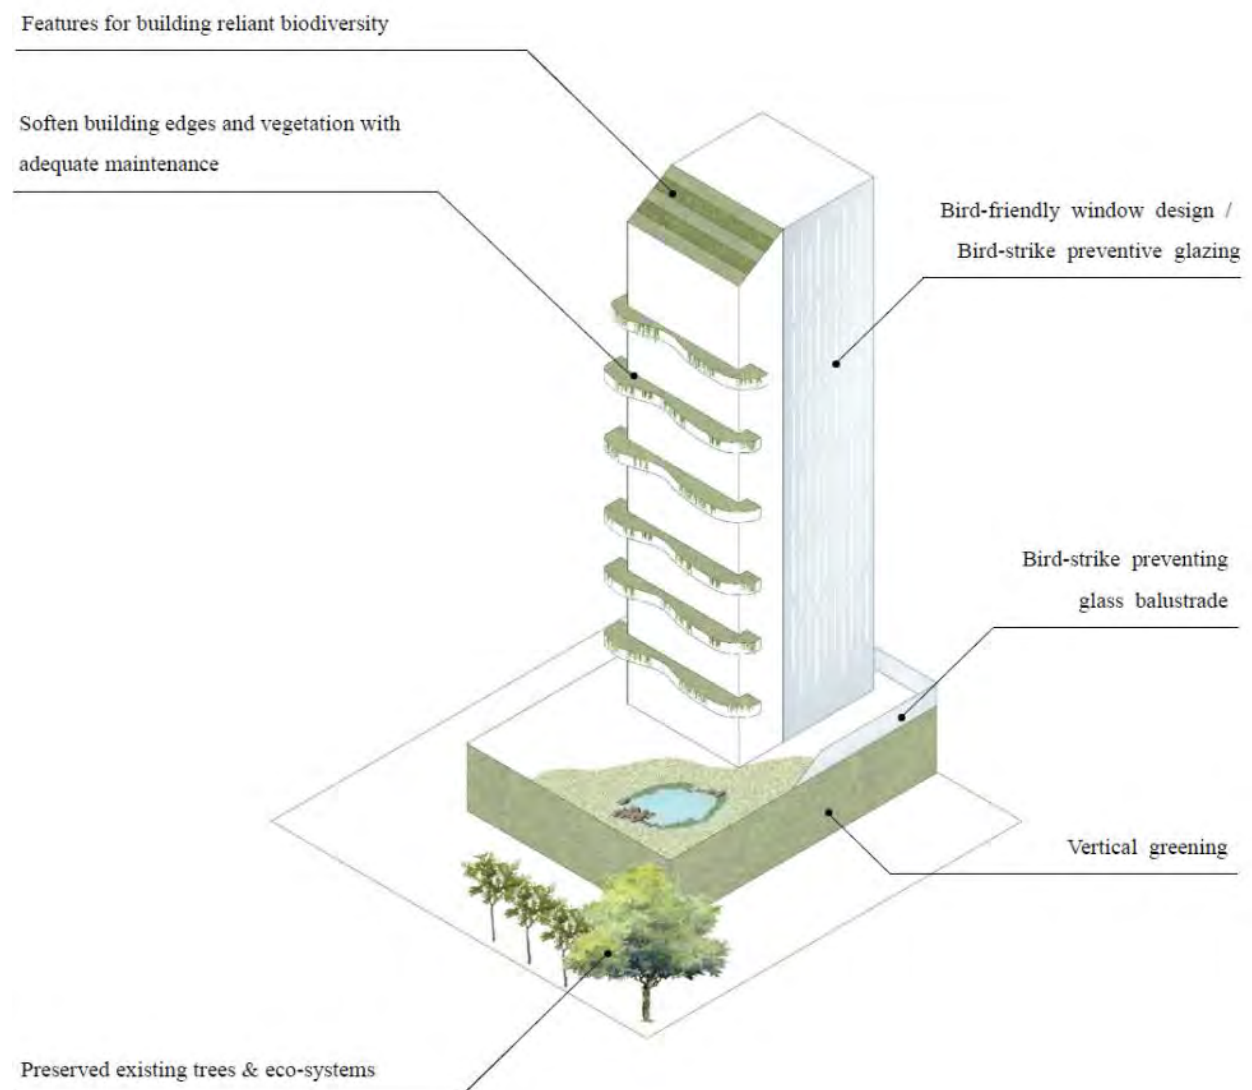 Features for building reliant biodiversity
Soften building edges and vegetation with
adequate maintenance
Bird-friendly window design /
Bird-strike preventive glazing
Bird-strike preventing
glass balustrade
Vertical greening
Preserved existing trees & eco-systems